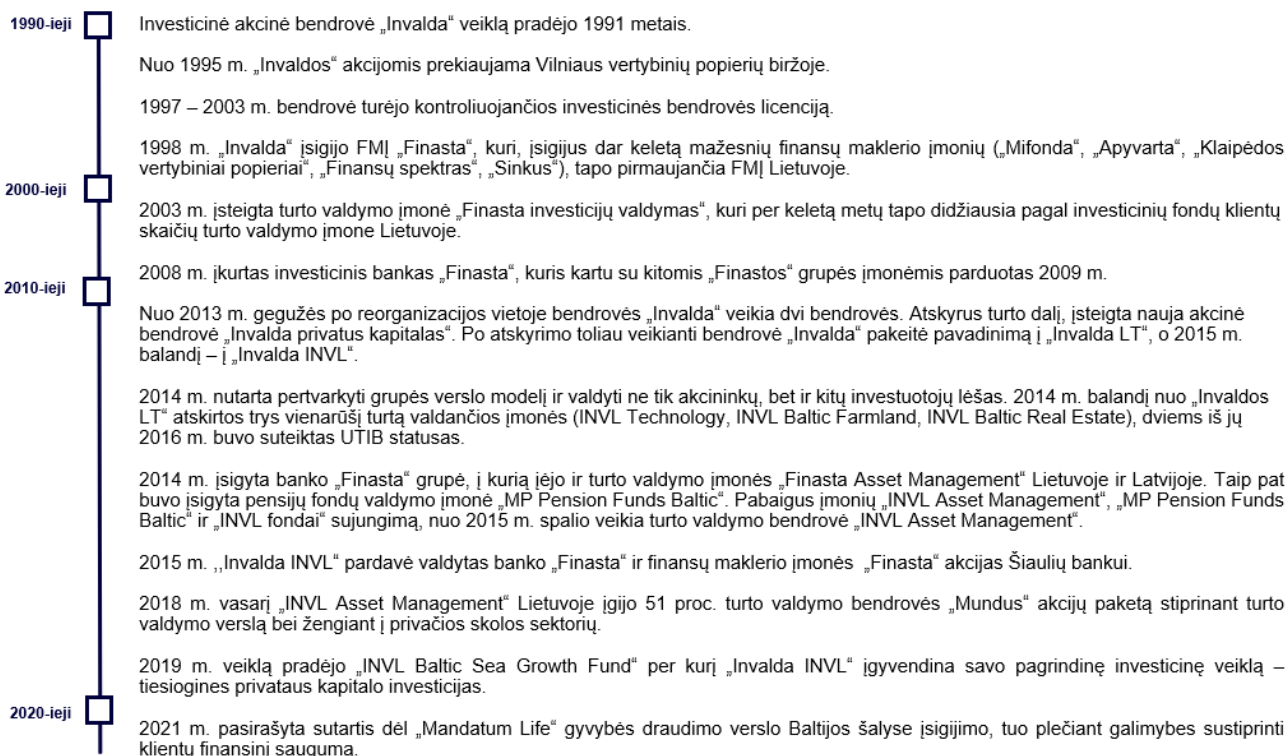 1990-ieji
Investicinė akcinė bendrovė „Invalda“ veiklą pradėjo 1991 metais.
Nuo 1995 m. „Invaldos“ akcijomis prekiaujama Vilniaus vertybinių popierių biržoje.
1997 – 2003 m. bendrovė turėjo kontroliuojančios investicinės bendrovės licenciją.
1998 m. „Invalda“ įsigijo FMĮ „Finasta“, kuri, įsigijus dar keletą mažesnių finansų maklerio įmonių („Mifonda“, „Apyvarta“, „Klaipėdos
vertybiniai popieriai“, „Finansų spektras“, „Sinkus“), tapo pirmaujančia FMĮ Lietuvoje.
2000-ieji
2003 m. įsteigta turto valdymo įmonė „Finasta investicijų valdymas“, kuri per keletą metų tapo didžiausia pagal investicinių fondų klientų
skaičių turto valdymo įmone Lietuvoje.
2008 m. įkurtas investicinis bankas „Finasta“, kuris kartu su kitomis „Finastos“ grupės įmonėmis parduotas 2009 m.
2010-ieji
Nuo 2013 m. gegužės po reorganizacijos vietoje bendrovės „Invalda“ veikia dvi bendrovės. Atskyrus turto dalį, įsteigta nauja akcinė
bendrovė „Invalda privatus kapitalas“. Po atskyrimo toliau veikianti bendrovė „Invalda“ pakeitė pavadinimą į „Invalda LT“, o 2015 m.
balandį – į „Invalda INVL“.
2014 m. nutarta pertvarkyti grupės verslo modelį ir valdyti ne tik akcininkų, bet ir kitų investuotojų lėšas. 2014 m. balandį nuo „Invaldos
LT“ atskirtos trys vienarūšį turtą valdančios įmonės (INVL Technology, INVL Baltic Farmland, INVL Baltic Real Estate), dviems iš jų
2016 m. buvo suteiktas UTIB statusas.
2014 m. įsigyta banko „Finasta“ grupė, į kurią įėjo ir turto valdymo įmonės „Finasta Asset Management“ Lietuvoje ir Latvijoje. Taip pat
buvo įsigyta pensijų fondų valdymo įmonė „MP Pension Funds Baltic“. Pabaigus įmonių „INVL Asset Management“, „MP Pension Funds
Baltic“ ir „INVL fondai“ sujungimą, nuo 2015 m. spalio veikia turto valdymo bendrovė „INVL Asset Management“.
2015 m. ,,Invalda INVL“ pardavė valdytas banko „Finasta“ ir finansų maklerio įmonės „Finasta“ akcijas Šiaulių bankui.
2018 m. vasarį „INVL Asset Management“ Lietuvoje įgijo 51 proc. turto valdymo bendrovės „Mundus“ akcijų paketą stiprinant turto
valdymo verslą bei žengiant į privačios skolos sektorių.
2019 m. veiklą pradėjo „INVL Baltic Sea Growth Fund“ per kurį „Invalda INVL“ įgyvendina savo pagrindinę investicinę veiklą –
tiesiogines privataus kapitalo investicijas.
2020-ieji
2021 m. pasirašyta sutartis dėl „Mandatum Life“ gyvybės draudimo verslo Baltijos šalyse įsigijimo, tuo plečiant galimybes sustiprinti
klientų finansinį saugumą.